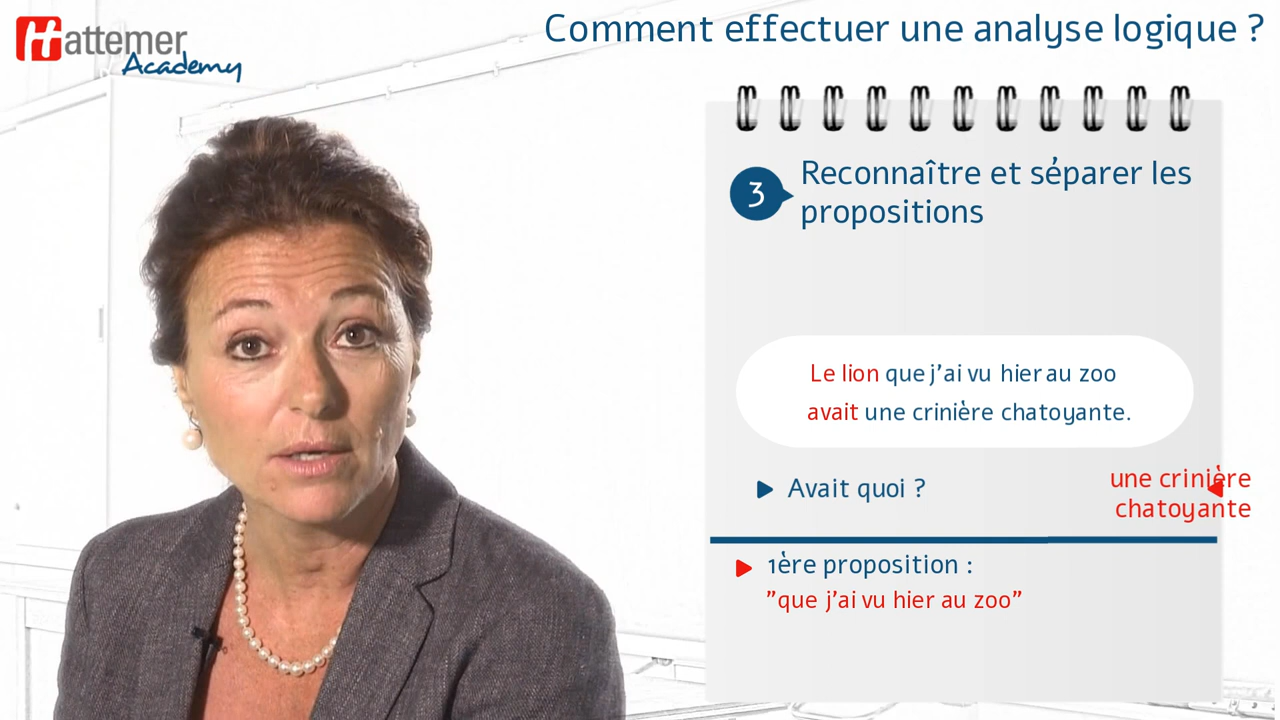 Hattemer
Academy
Comment effectuer une analyse logique ?
3
Reconnaître et séparer les
propositions
Le lion que j'ai vu hier au zoo
avait une crinière chatoyante.
Avait quoi ?
une crinière
chatoyante
1ère proposition :
"que j'ai vu hier au zoo"